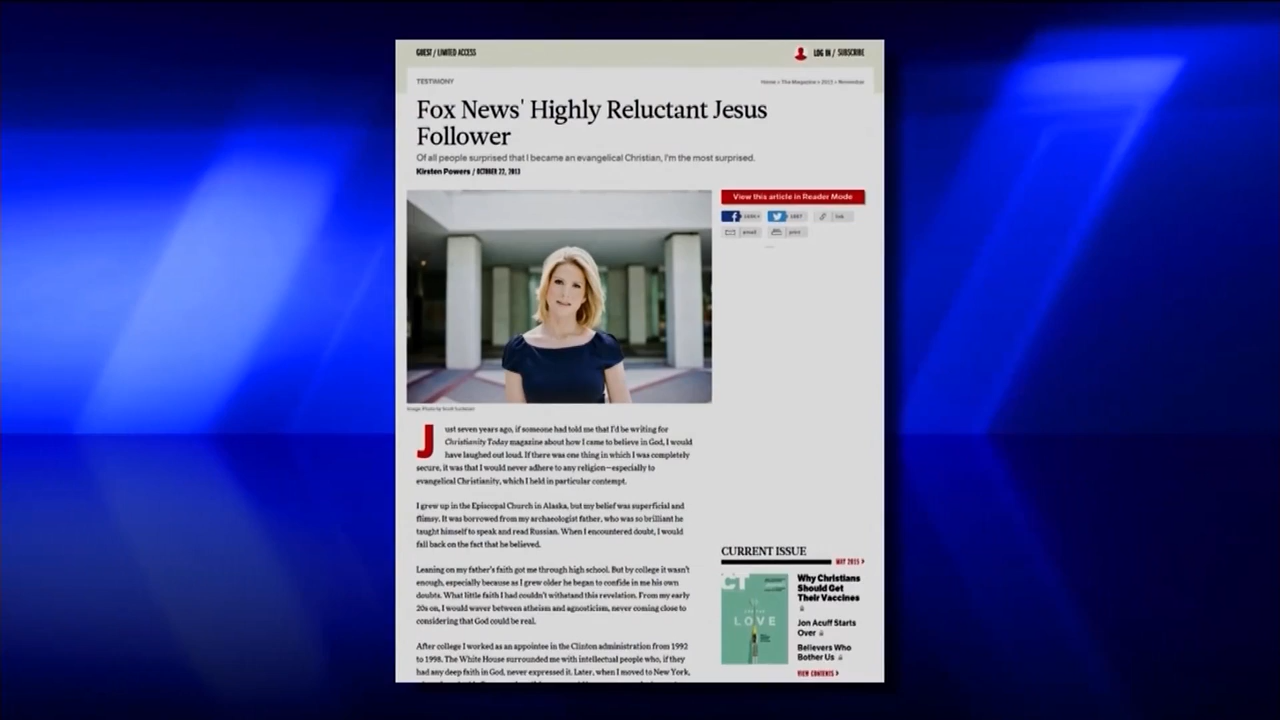 GUEST / LIMITED ACCESS
LOG IN / SUBSCRIBE
TESTIMONY
Home > The Magazine > 2013 > November
Fox News' Highly Reluctant Jesus
Follower
Of all people surprised that I became an evangelical Christian, I'm the most surprised.
Kirsten Powers / OCTOBER 22, 2013
View this article in Reader Mode
link
email
print
Just seven years ago, if someone had told me that I'd be writing for
Christianity Today magazine about how I came to believe in God, I would
have laughed out loud. If there was one thing in which I was completely
secure, it was that I would never adhere to any religion—especially to
evangelical Christianity, which I held in particular contempt.
I grew up in the Episcopal Church in Alaska, but my belief was superficial and
flimsy. It was borrowed from my archaeologist father, who was so brilliant he
taught himself to speak and read Russian. When I encountered doubt, I would
fall back on the fact that he believed.
Leaning on my father's faith got me through high school. But by college it wasn't
enough, especially because as I grew older he began to confide in me his own
doubts. What little faith I had couldn't withstand this revelation. From my early
20s on, I would waver between atheism and agnosticism, never coming close to
considering that God could be real.
After college I worked as an appointee in the Clinton administration from 1992
to 1998. The White House surrounded me with intellectual people who, if they
had any deep faith in God, never expressed it. Later, when I moved to New York,
CURRENT ISSUE
MAY 2015 >
CT
LOVE
Why Christians
Should Get
Their Vaccines
Jon Acuff Starts
Over
Believers Who
Bother Us
VIEW CONTENTS >